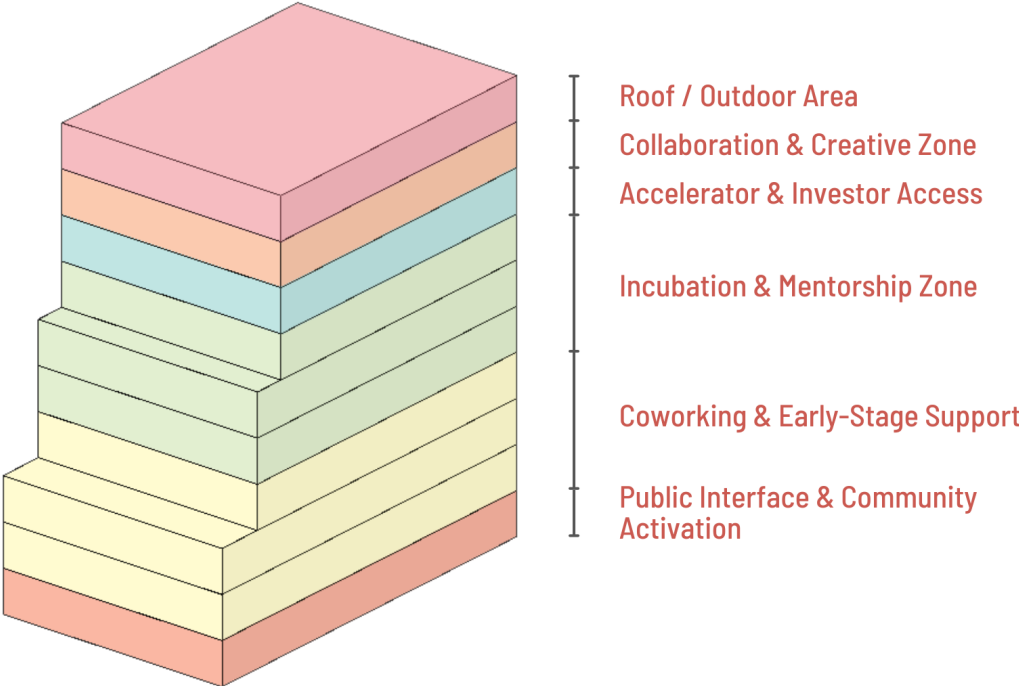 Roof / Outdoor Area
Collaboration & Creative Zone
Accelerator & Investor Access
Incubation & Mentorship Zone
Coworking & Early-Stage Support
Public Interface & Community
Activation